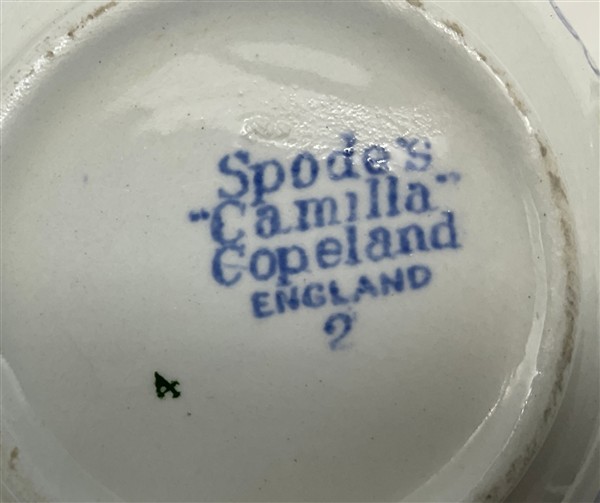 Spode's
"Camilla"
Copeland
ENGLAND
2